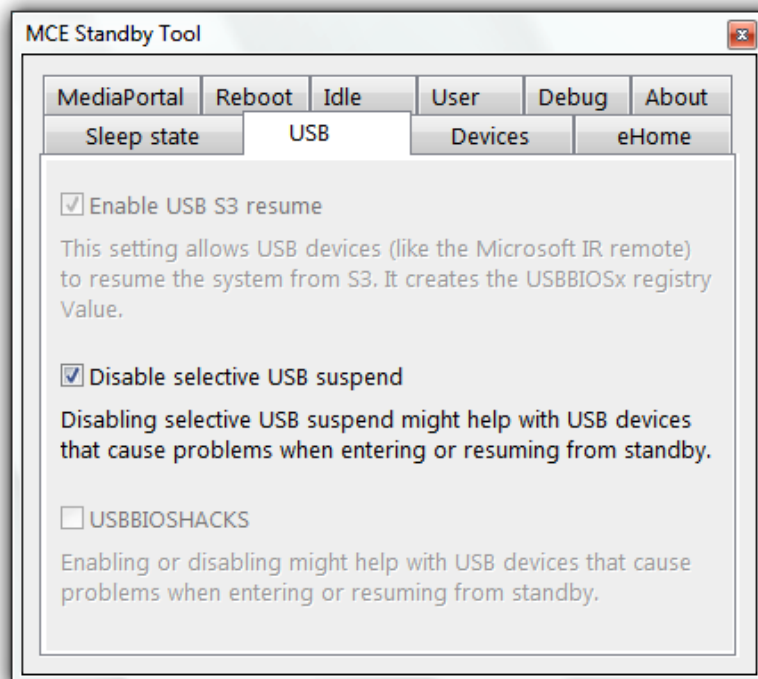 MCE Standby Tool
MediaPortal Reboot Idle User Debug About
Sleep state USB Devices eHome
Enable USB S3 resume
This setting allows USB devices (like the Microsoft IR remote)
to resume the system from S3. It creates the USBBIOSx registry
Value.
Disable selective USB suspend
Disabling selective USB suspend might help with USB devices
that cause problems when entering or resuming from standby.
USBBIOSHACKS
Enabling or disabling might help with USB devices that cause
problems when entering or resuming from standby.